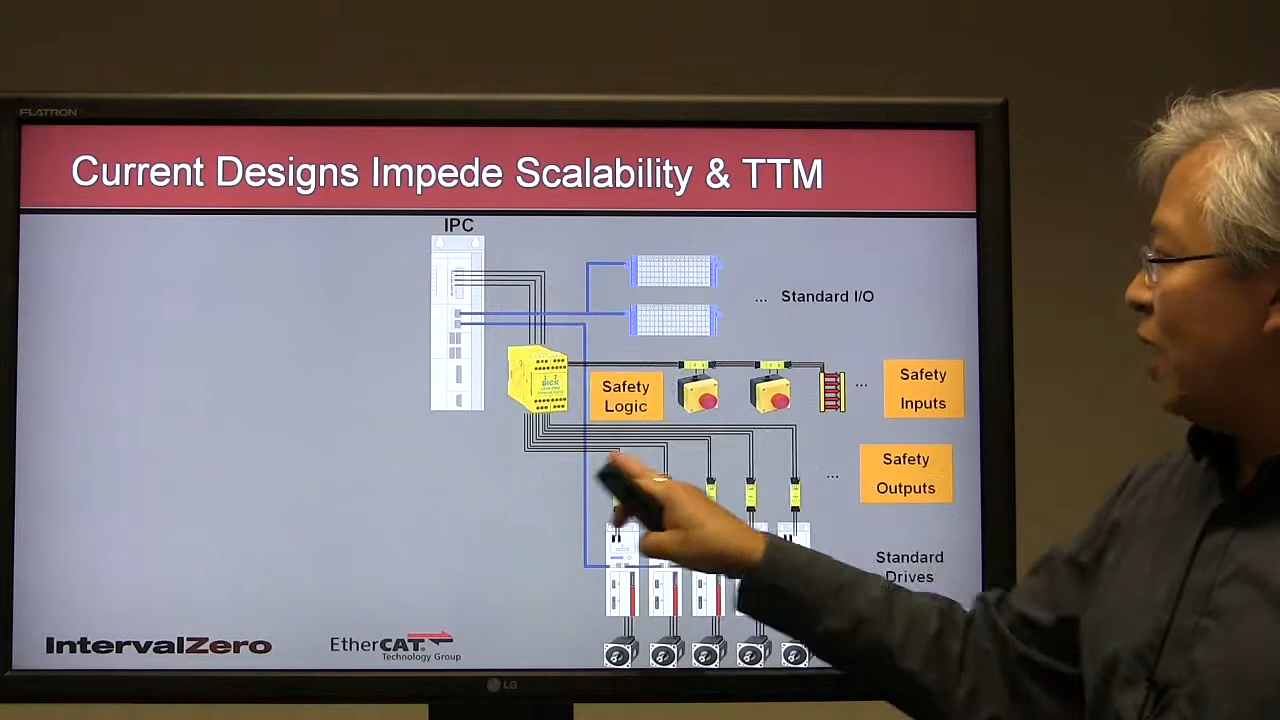 FLATRON
Current Designs Impede Scalability & TTM
IPC
... Standard I/O
SICK
Safety
Logic
...
Safety
Inputs
...
Safety
Outputs
Standard
Drives
IntervalZero
EtherCAT
Technology Group
LG